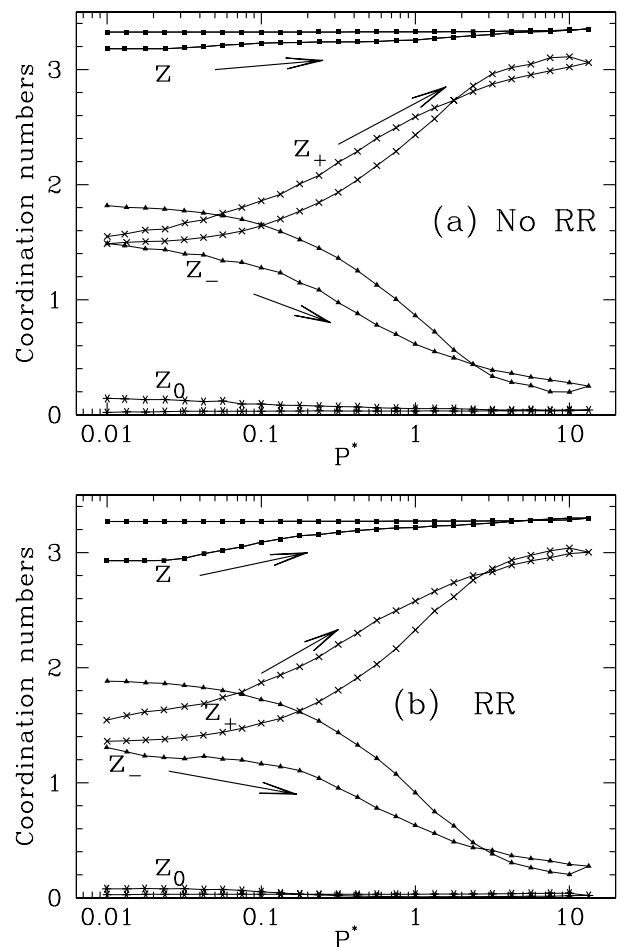 Coordination numbers
3
2
1
0
z
z+
z−
z0
(a) No RR
0.01 0.1 1 10
P*
Coordination numbers
3
2
1
0
z
z+
z−
z0
(b) RR
0.01 0.1 1 10
P*